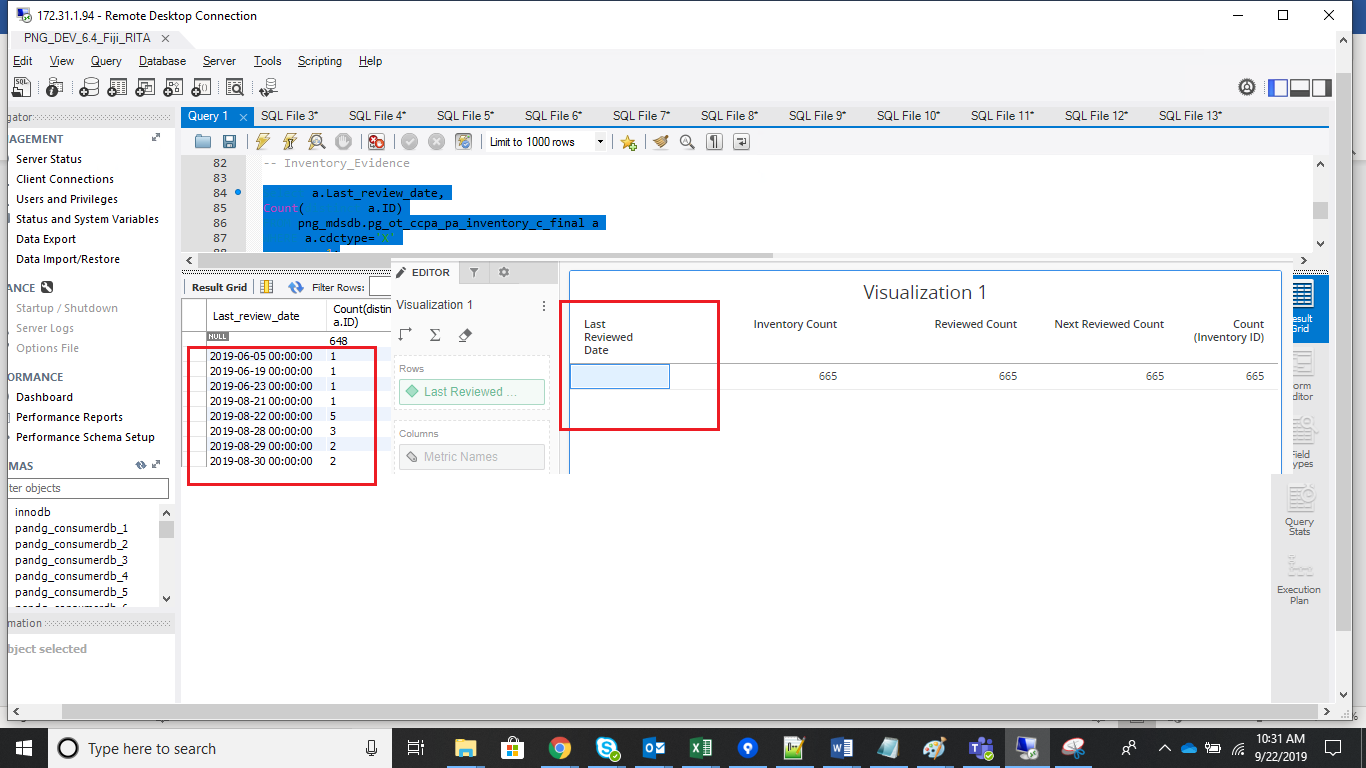 172.31.1.94 - Remote Desktop Connection
PNG_DEV_6.4_Fiji_RITA
Edit View Query Database Server Tools Scripting Help
gator
Query 1 SQL File 3* SQL File 4* SQL File 5* SQL File 6* SQL File 7* SQL File 8* SQL File 9* SQL File 10* SQL File 11* SQL File 12* SQL File 13*
NAGEMENT
Server Status
Client Connections
Users and Privileges
Status and System Variables
Data Export
Data Import/Restore
ANCE
Startup / Shutdown
Server Logs
Options File
FORMANCE
Dashboard
Performance Reports
Performance Schema Setup
MAS
ter objects
innodb
pandg_consumerdb_1
pandg_consumerdb_2
pandg_consumerdb_3
pandg_consumerdb_4
pandg_consumerdb_5
mation
bject selected
Limit to 1000 rows
82 -- Inventory_Evidence
83
84 a.Last_review_date,
85 Count( a.ID)
86 png_mdsdb.pg_ot_ccpa_pa_inventory_c_final a
87 a.cdctype=
88
Result Grid Filter Rows:
Last_review_date Count(distin
a.ID)
NULL 648
2019-06-05 00:00:00 1
2019-06-19 00:00:00 1
2019-06-23 00:00:00 1
2019-08-21 00:00:00 1
2019-08-22 00:00:00 5
2019-08-28 00:00:00 3
2019-08-29 00:00:00 2
2019-08-30 00:00:00 2
EDITOR
Visualization 1
Rows
Last Reviewed ...
Columns
Metric Names
Visualization 1
Last
Reviewed
Date
Inventory Count
Reviewed Count
Next Reviewed Count
Count
(Inventory ID)
665 665 665 665
esult
Grid
orm
ditor
Field
ypes
Query
Stats
Execution
Plan
Type here to search
10:31 AM
9/22/2019